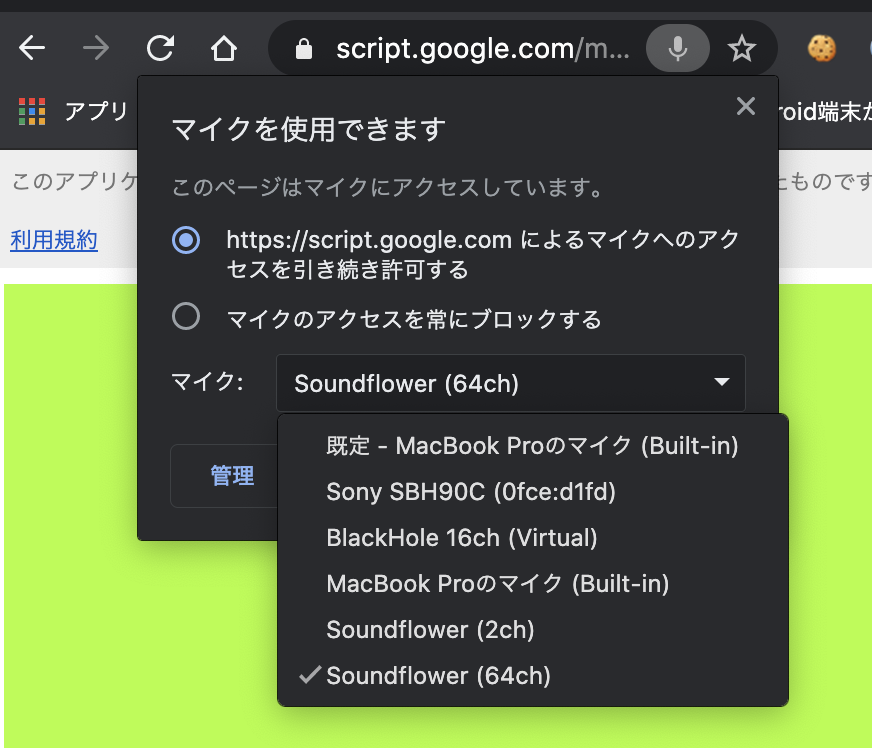 script.google.com/m...
アプリ
roid端末か
マイクを使用できます
このアプリケ
このページはマイクにアクセスしています。
たものです
利用規約
https://script.google.com によるマイクへのアク
セスを引き続き許可する
マイクのアクセスを常にブロックする
マイク:
Soundflower (64ch)
管理
既定 - MacBook Proのマイク (Built-in)
Sony SBH90C (0fce:d1fd)
BlackHole 16ch (Virtual)
MacBook Proのマイク (Built-in)
Soundflower (2ch)
Soundflower (64ch)